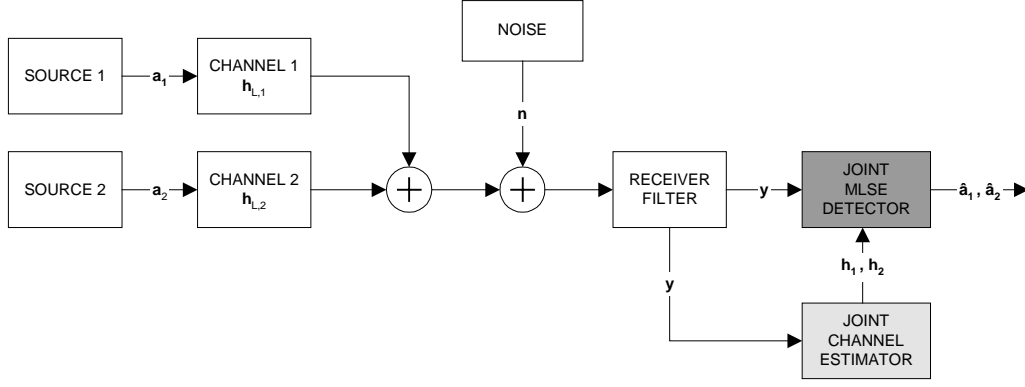 NOISE
SOURCE 1
a1
CHANNEL 1
hL,1
n
SOURCE 2
a2
CHANNEL 2
hL,2
+
+
RECEIVER
FILTER
y
JOINT
MLSE
DETECTOR
â1 , â2
y
h1 , h2
JOINT
CHANNEL
ESTIMATOR